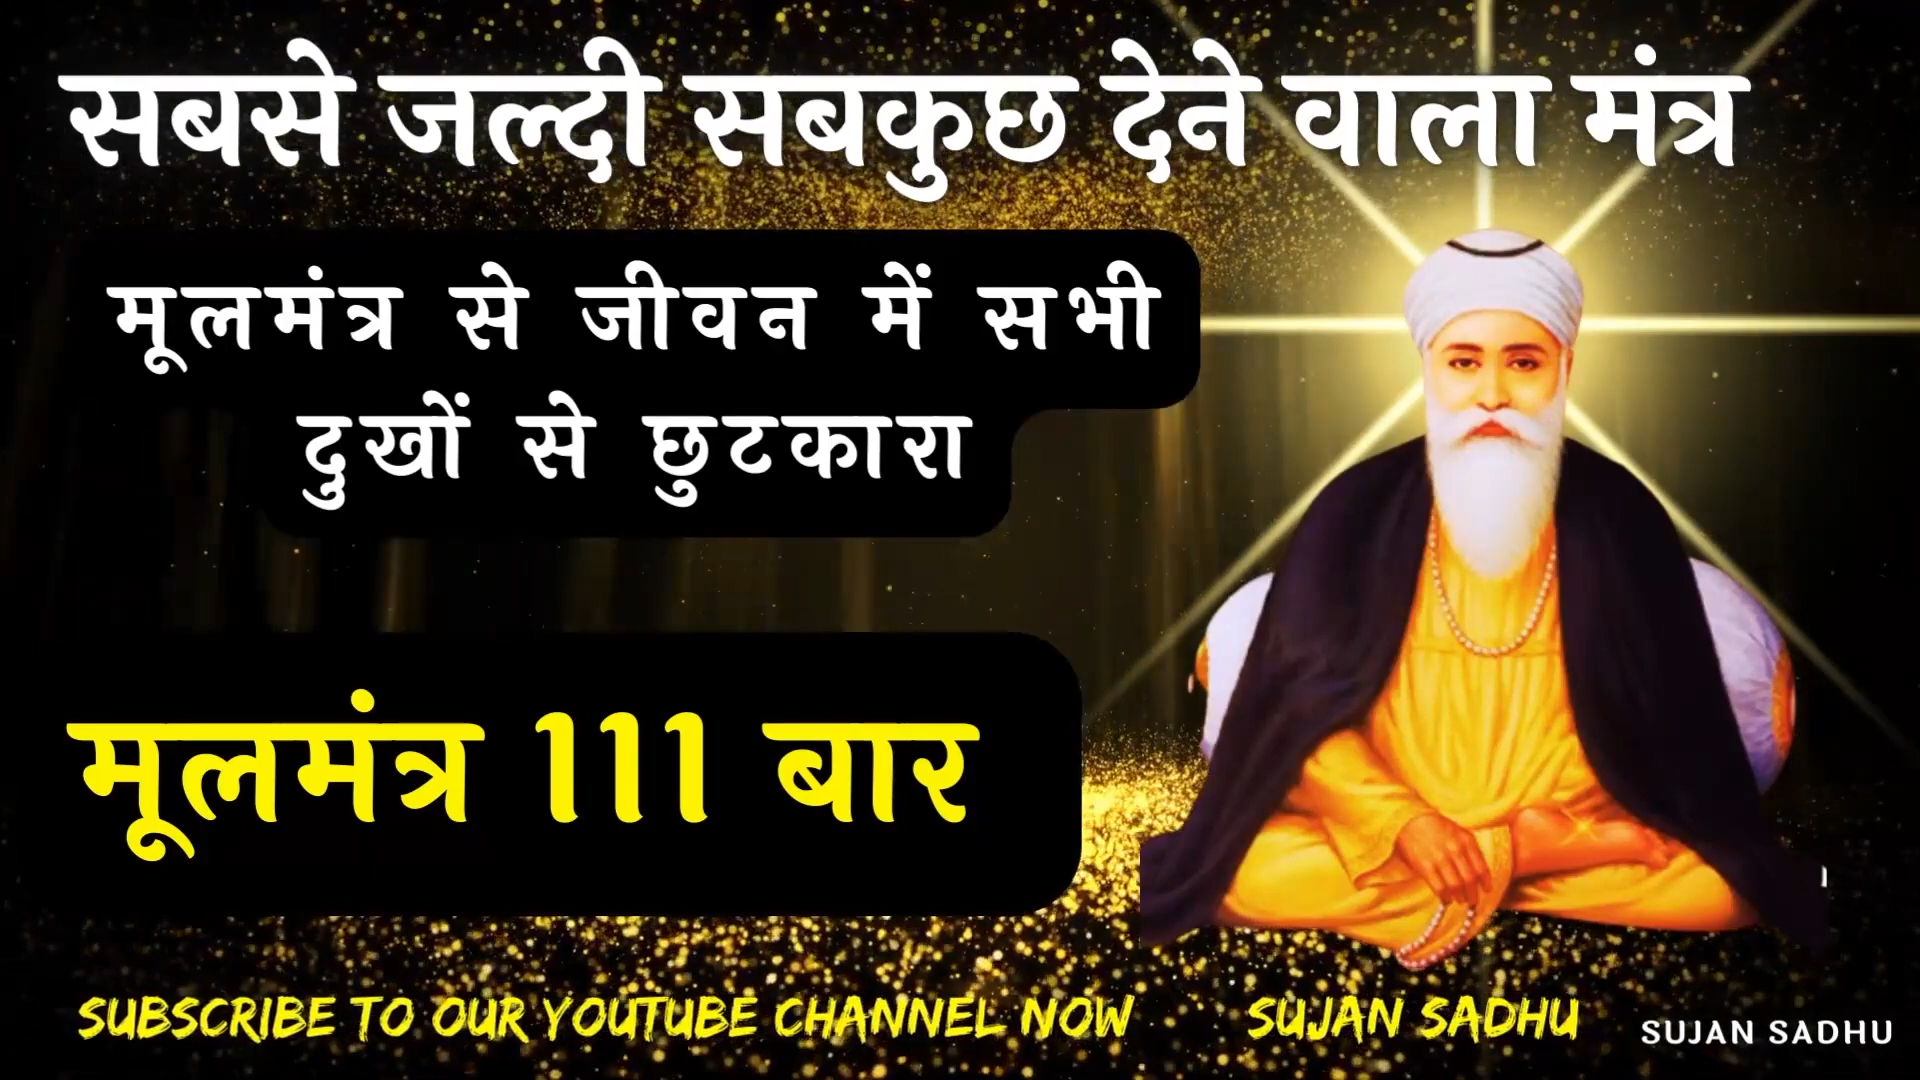 सबसे जल्दी सबकुछ देने वाला मंत्र
मूलमंत्र से जीवन में सभी
दुखों से छुटकारा
मूलमंत्र 111 बार
SUBSCRIBE TO OUR YOUTUBE CHANNEL NOW SUJAN SADHU
SUJAN SADHU